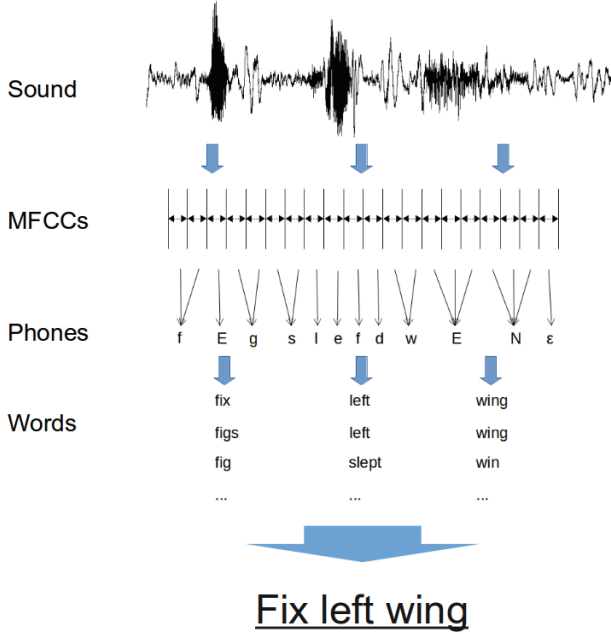 Sound
MFCCs
Phones f E g s l e f d w E N ε
Words
fix left wing
figs left wing
fig slept win
... ... ...
Fix left wing